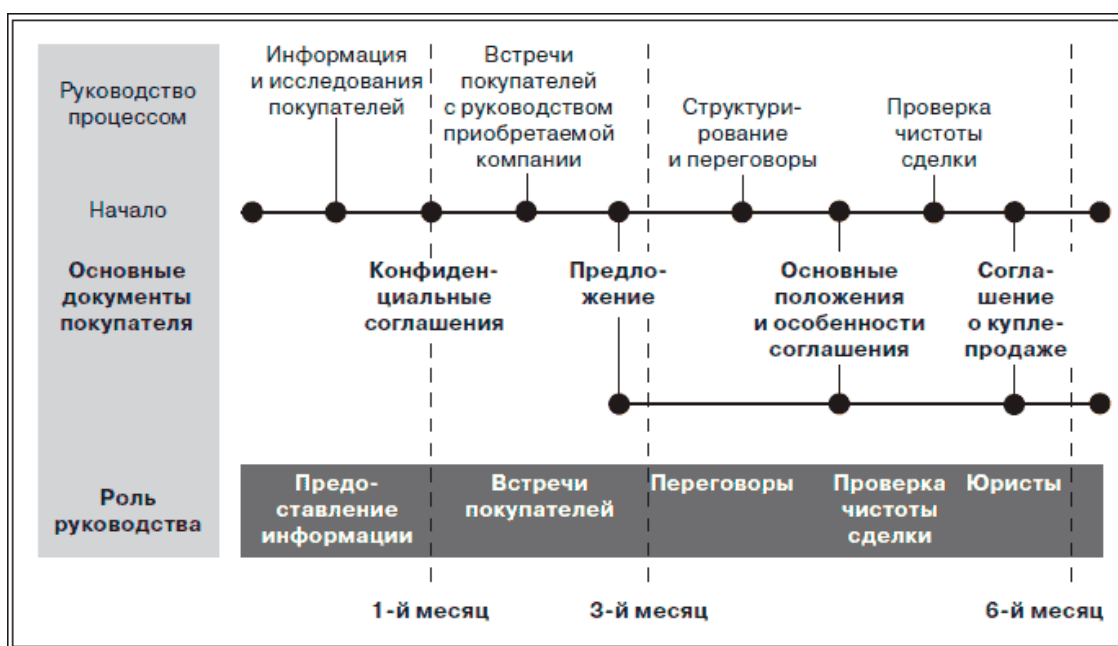 Руководство
процессом
Информация
и исследования
покупателей
Встречи
покупателей
с руководством
приобретаемой
компании
Структури-
рование
и переговоры
Проверка
чистоты
сделки
Начало
Основные
документы
покупателя
Конфиден-
циальные
соглашения
Предло-
жение
Основные
положения
и особенности
соглашения
Согла-
шение
о купле-
продаже
Роль
руководства
Предо-
ставление
информации
Встречи
покупателей
Переговоры
Проверка
чистоты
сделки
Юристы
1-й месяц
3-й месяц
6-й месяц